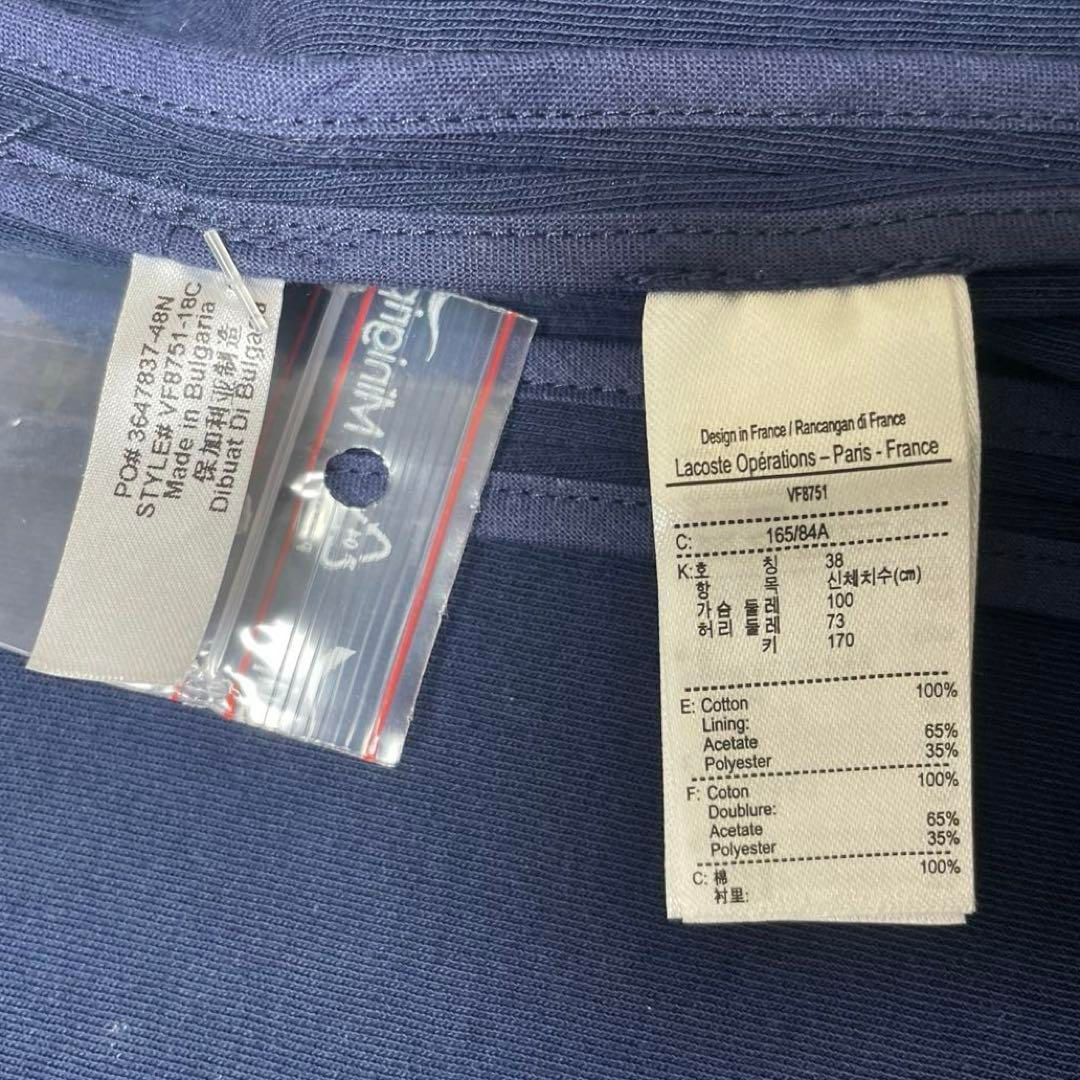 PO# 3647837-48N
STYLE# VF8751-18C
Made in Bulgaria
保加利业制造
Dibuat Di Bulga
Design in France / Rancangan di France
Lacoste Opérations – Paris - France
VF8751
C: 165/84A
K: 호 칭 38
항 목 신체치수(cm)
가 슴 둘 레 100
허 리 둘 레 73
키 170
E: Cotton 100%
Lining:
Acetate 65%
Polyester 35%
F: Coton 100%
Doublure:
Acetate 65%
Polyester 35%
C: 棉 100%
衬里: